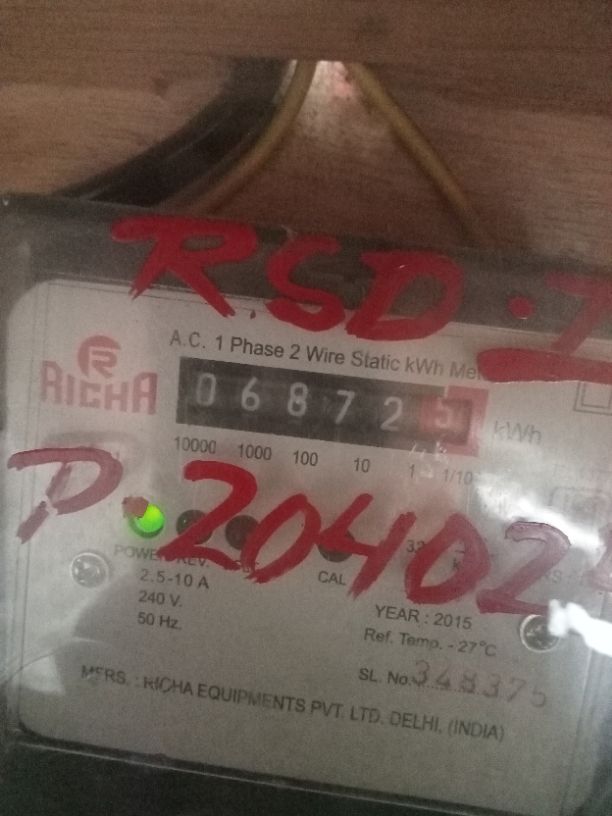 RSD.I
A.C. 1 Phase 2 Wire Static kWh
RICHA
0 6 8 7 2 5 kWh
10000 1000 100 10 1 1/10
P.20402
POWER REV.
CAL
2.5-10 A
240 V.
50 Hz.
YEAR : 2015
Ref. Temp. - 27°C
SL. No. 348375
MFRS. : RICHA EQUIPMENTS PVT. LTD. DELHI, (INDIA)